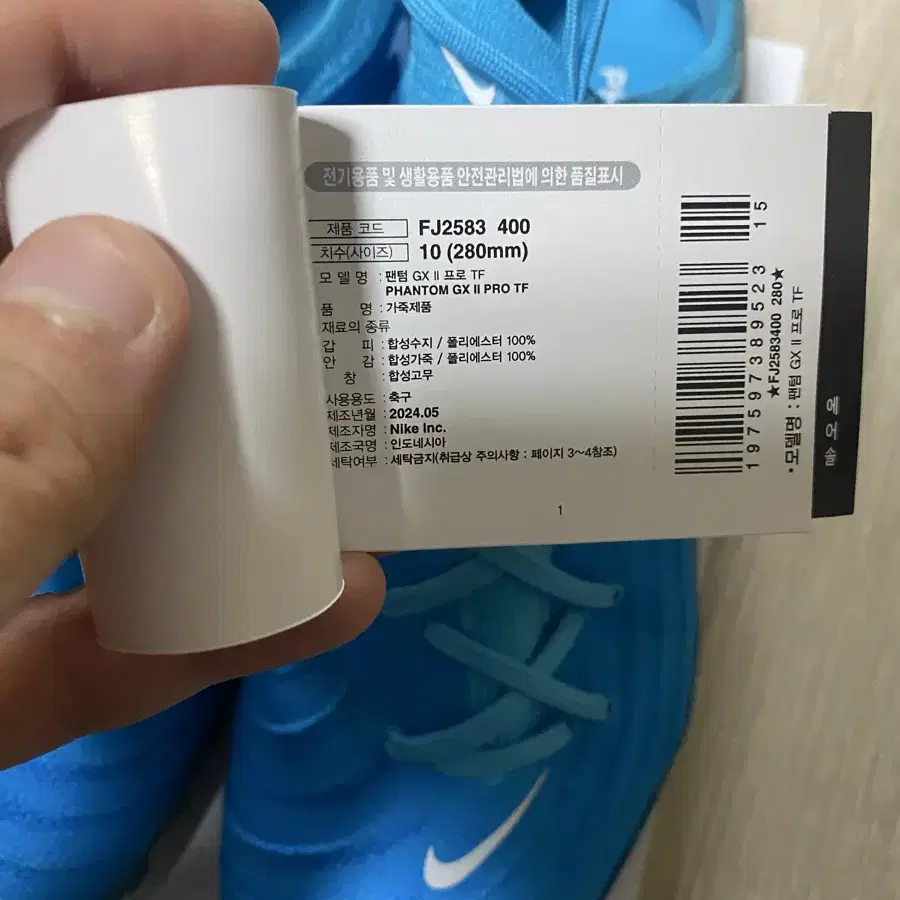 전기용품 및 생활용품 안전관리법에 의한 품질표시
제품 코드 FJ2583 400
치수(사이즈) 10 (280mm)
모 델 명 : 팬텀 GX II 프로 TF
PHANTOM GX II PRO TF
품 명 : 가죽제품
재료의 종류
갑 피 : 합성수지 / 폴리에스터 100%
안 감 : 합성가죽 / 폴리에스터 100%
창 : 합성고무
사용용도 : 축구
제조년월 : 2024.05
제조자명 : Nike Inc.
제조국명 : 인도네시아
세탁여부 : 세탁금지(취급상 주의사항 : 페이지 3~4참조)
1
15
197597389523
★FJ2583400 280★
• 모델명 : 팬텀 GX II 프로 TF
에어솔